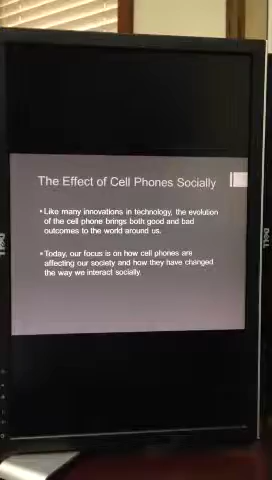 The Effect of Cell Phones Socially
• Like many innovations in technology, the evolution
of the cell phone brings both good and bad
outcomes to the world around us.
• Today, our focus is on how cell phones are
affecting our society and how they have changed
the way we interact socially.
DELL
DELL